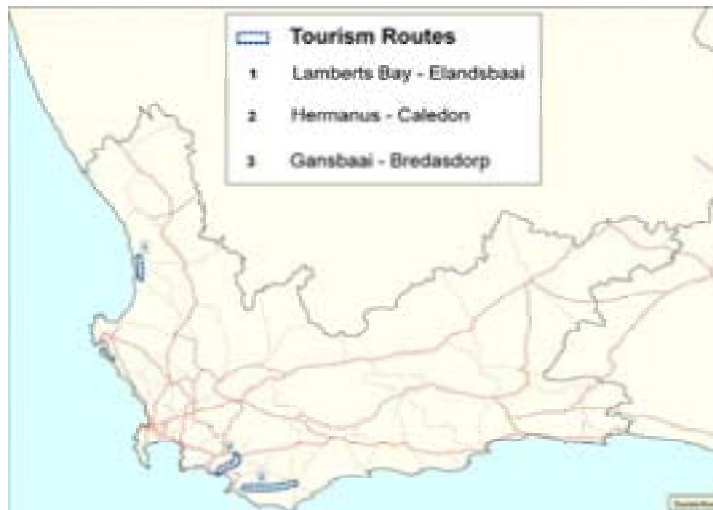 Tourism Routes
1 Lamberts Bay - Elandsbaai
2 Hermanus - Caledon
3 Gansbaai - Bredasdorp